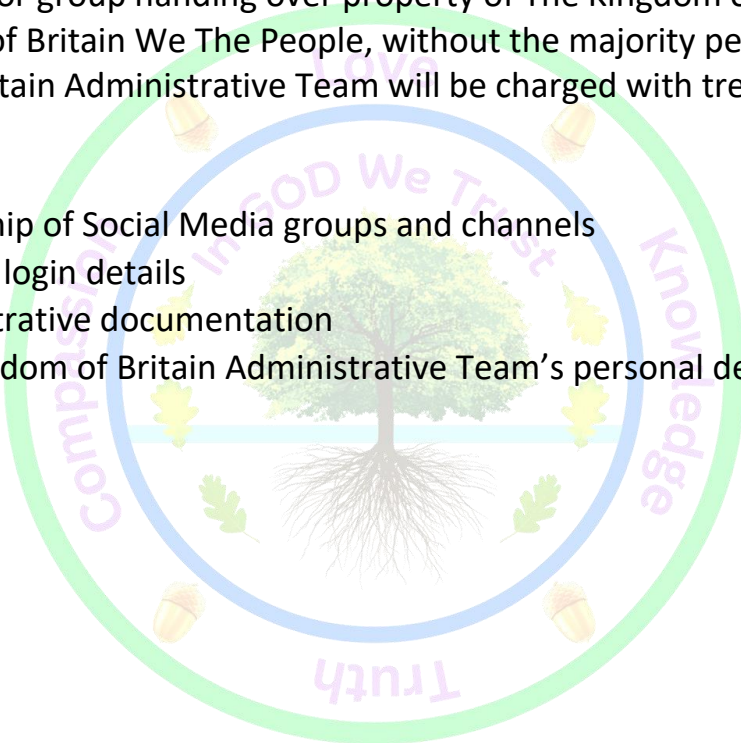 or group handing over property of The Kingdom o
of Britain We The People, without the majority pe
tain Administrative Team will be charged with tre
hip of Social Media groups and channels
login details
trative documentation
dom of Britain Administrative Team’s personal de
Love
In GOD We Trust
Compassion
Knowledge
Truth